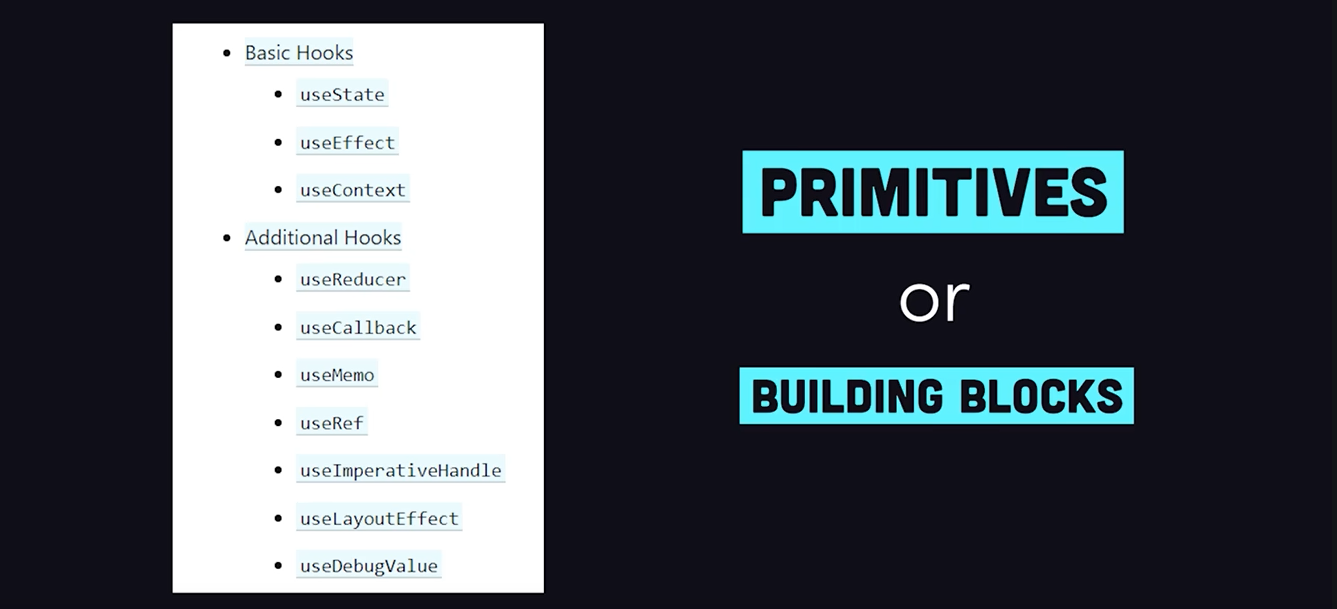 Basic Hooks
useState
useEffect
useContext
Additional Hooks
useReducer
useCallback
useMemo
useRef
useImperativeHandle
useLayoutEffect
useDebugValue
PRIMITIVES
or
BUILDING BLOCKS